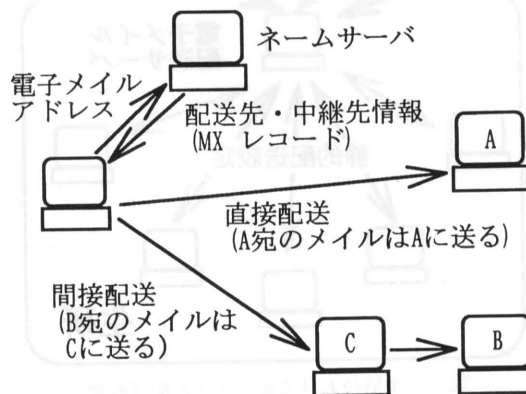 ネームサーバ
電子メイル
アドレス
配送先・中継先情報
(MX レコード)
A
直接配送
(A宛のメイルはAに送る)
間接配送
(B宛のメイルは
Cに送る)
C
B